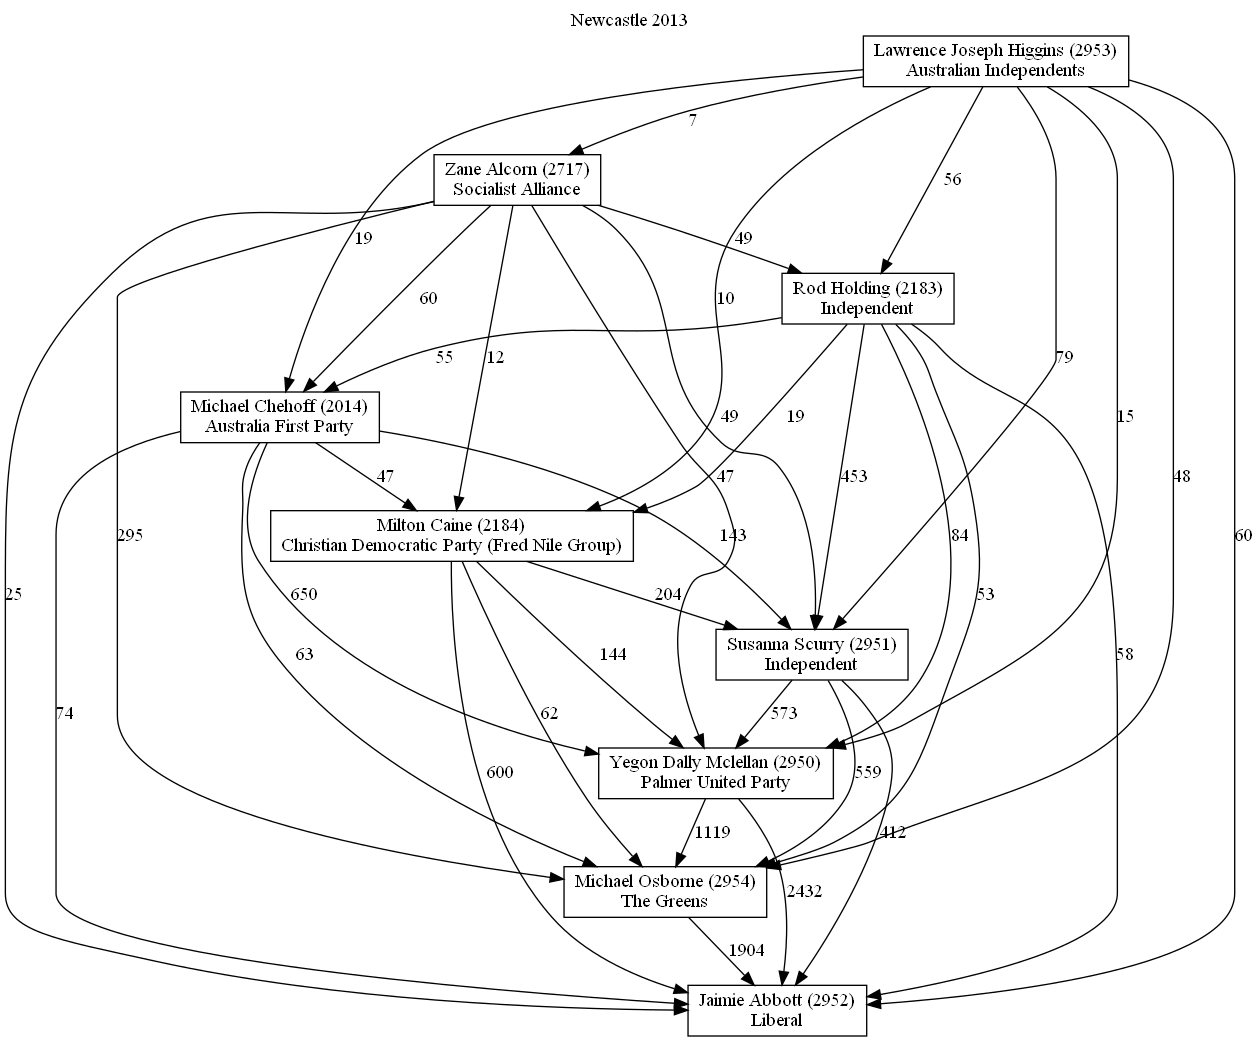 Newcastle 2013
Lawrence Joseph Higgins (2953)
Australian Independents
7
Zane Alcorn (2717)
Socialist Alliance
56
19
49
60
10
Rod Holding (2183)
Independent
55
12
79
Michael Chehoff (2014)
Australia First Party
49
19
15
47
47
453
48
Milton Caine (2184)
Christian Democratic Party (Fred Nile Group)
295
143
84
60
25
650
204
53
Susanna Scurry (2951)
Independent
63
144
58
74
62
573
Yegon Dally Mclellan (2950)
Palmer United Party
600
559
1119
412
Michael Osborne (2954)
The Greens
2432
1904
Jaimie Abbott (2952)
Liberal